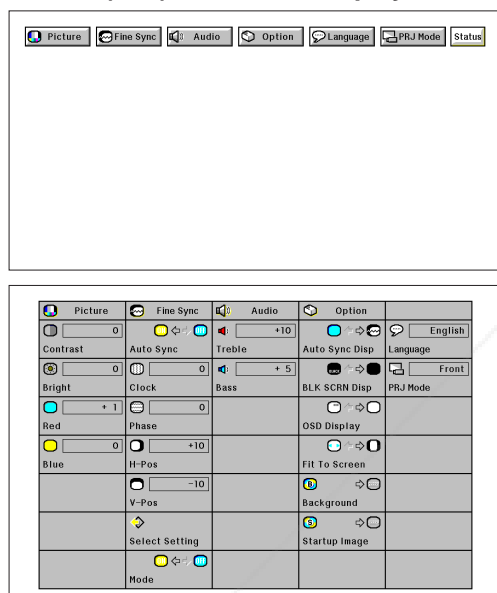 Picture Fine Sync Audio Option Language PRJ Mode Status
Picture Fine Sync Audio Option
0 +10 English
Contrast Auto Sync Treble Auto Sync Disp Language
0 0 + 5 Front
Bright Clock Bass BLK SCRN Disp PRJ Mode
+ 1 0
Red Phase OSD Display
0 +10
Blue H-Pos Fit To Screen
-10 B
V-Pos Background
S
Select Setting Startup Image
Mode